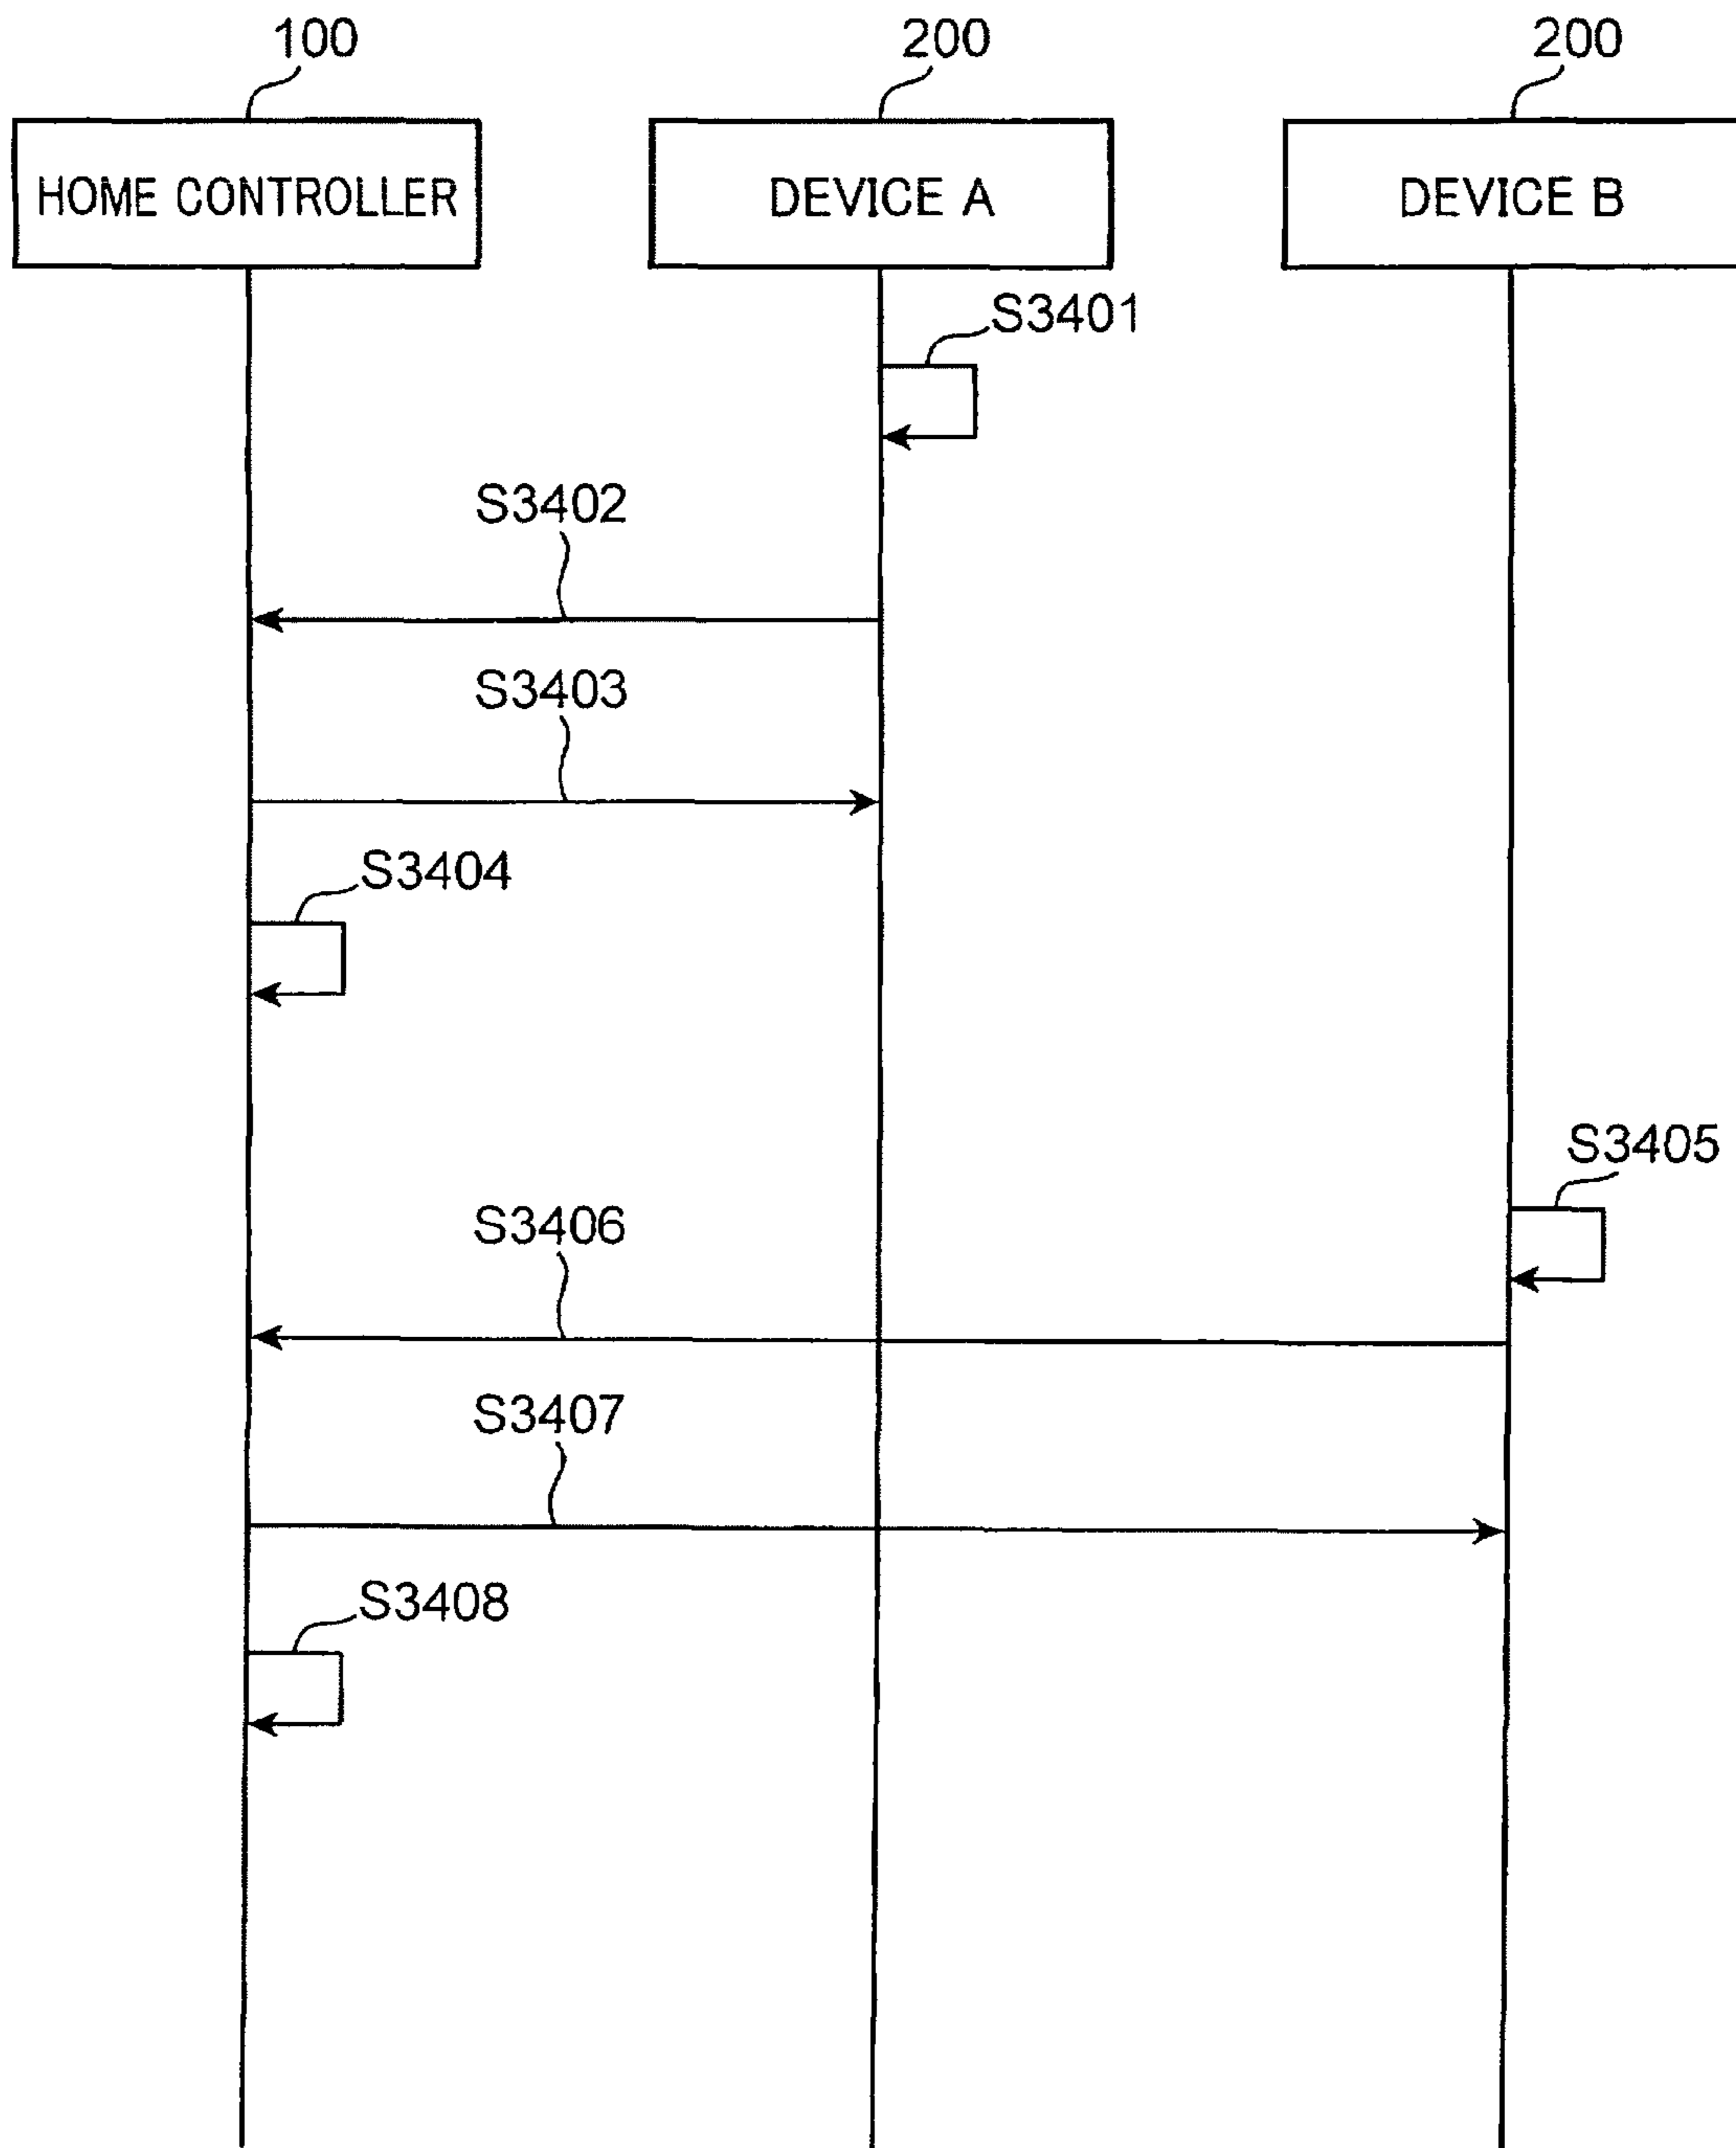 100
200
200
HOME CONTROLLER
DEVICE A
DEVICE B
S3401
S3402
S3403
S3404
S3405
S3406
S3407
S3408